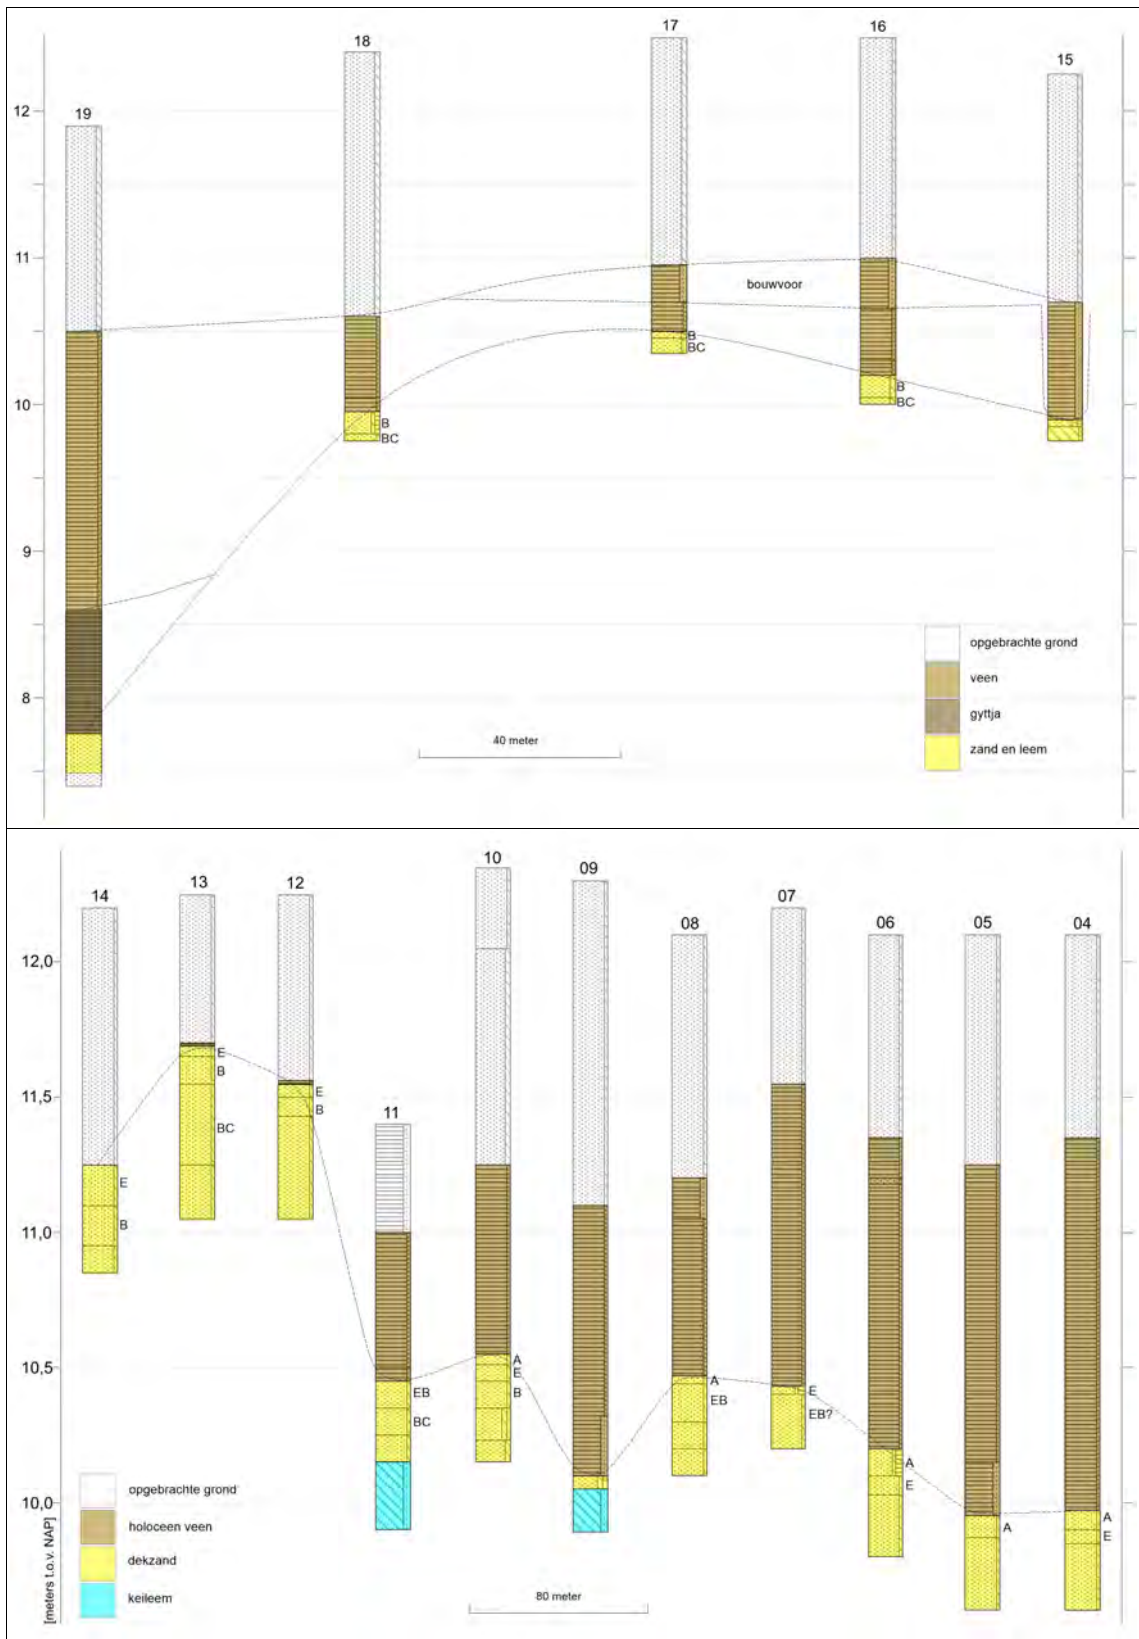 17 16
18
15
12
19
11
bouwvoor
B
BC
10
B
BC
B
BC
9
opgebrachte grond
veen
8
gyttja
40 meter
zand en leem
10
09
14 13 12
08 07
06 05 04
12,0
E
B
11,5
E
B
11
BC
E
B
11,0
10,5
A
E
B
A
EB
E
EB?
EB
BC
A
E
10,0
A
A
E
opgebrachte grond
holoceen veen
dekzand
keileem
80 meter
[meters t.o.v. NAP]